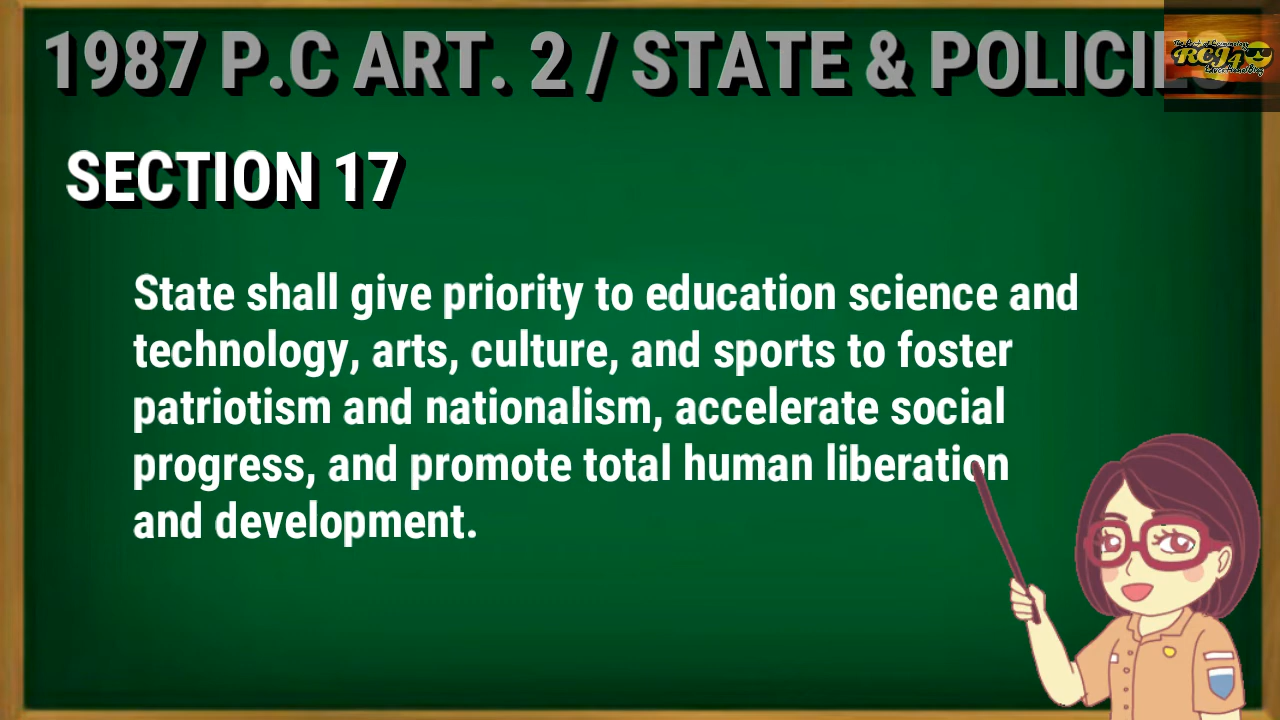 1987 P.C ART. 2 / STATE & POLICIES
SECTION 17
State shall give priority to education science and
technology, arts, culture, and sports to foster
patriotism and nationalism, accelerate social
progress, and promote total human liberation
and development.
RCJ4